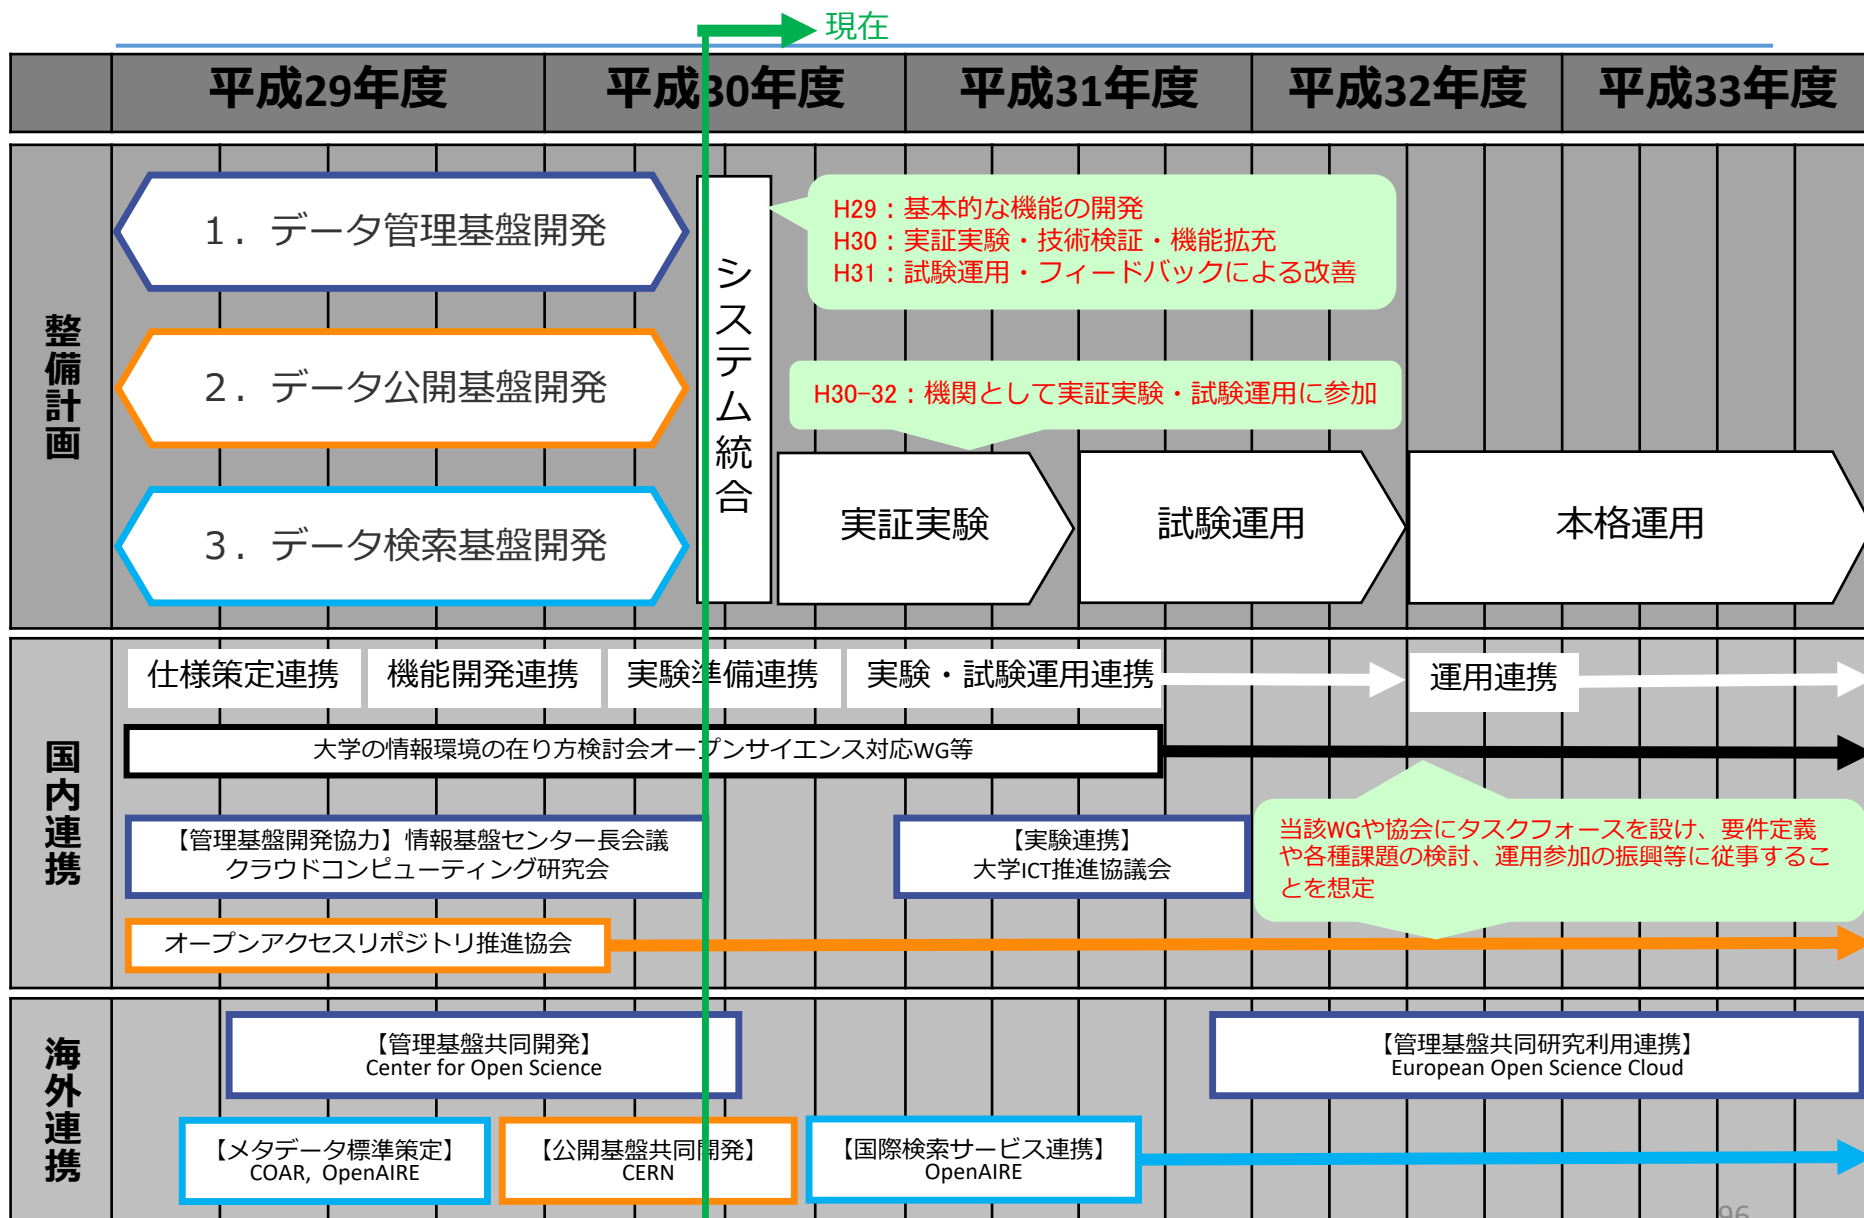 現在
平成29年度
平成30年度
平成31年度
平成32年度
平成33年度
整備計画
1. データ管理基盤開発
2. データ公開基盤開発
3. データ検索基盤開発
システム統合
H29：基本的な機能の開発
H30：実証実験・技術検証・機能拡充
H31：試験運用・フィードバックによる改善
H30-32：機関として実証実験・試験運用に参加
実証実験
試験運用
本格運用
国内連携
仕様策定連携
機能開発連携
実験準備連携
実験・試験運用連携
運用連携
大学の情報環境の在り方検討会オープンサイエンス対応WG等
【管理基盤開発協力】情報基盤センター長会議
クラウドコンピューティング研究会
【実験連携】
大学ICT推進協議会
当該WGや協会にタスクフォースを設け、要件定義
や各種課題の検討、運用参加の振興等に従事するこ
とを想定
オープンアクセスリポジトリ推進協会
海外連携
【管理基盤共同開発】
Center for Open Science
【管理基盤共同研究利用連携】
European Open Science Cloud
【メタデータ標準策定】
COAR, OpenAIRE
【公開基盤共同開発】
CERN
【国際検索サービス連携】
OpenAIRE
96